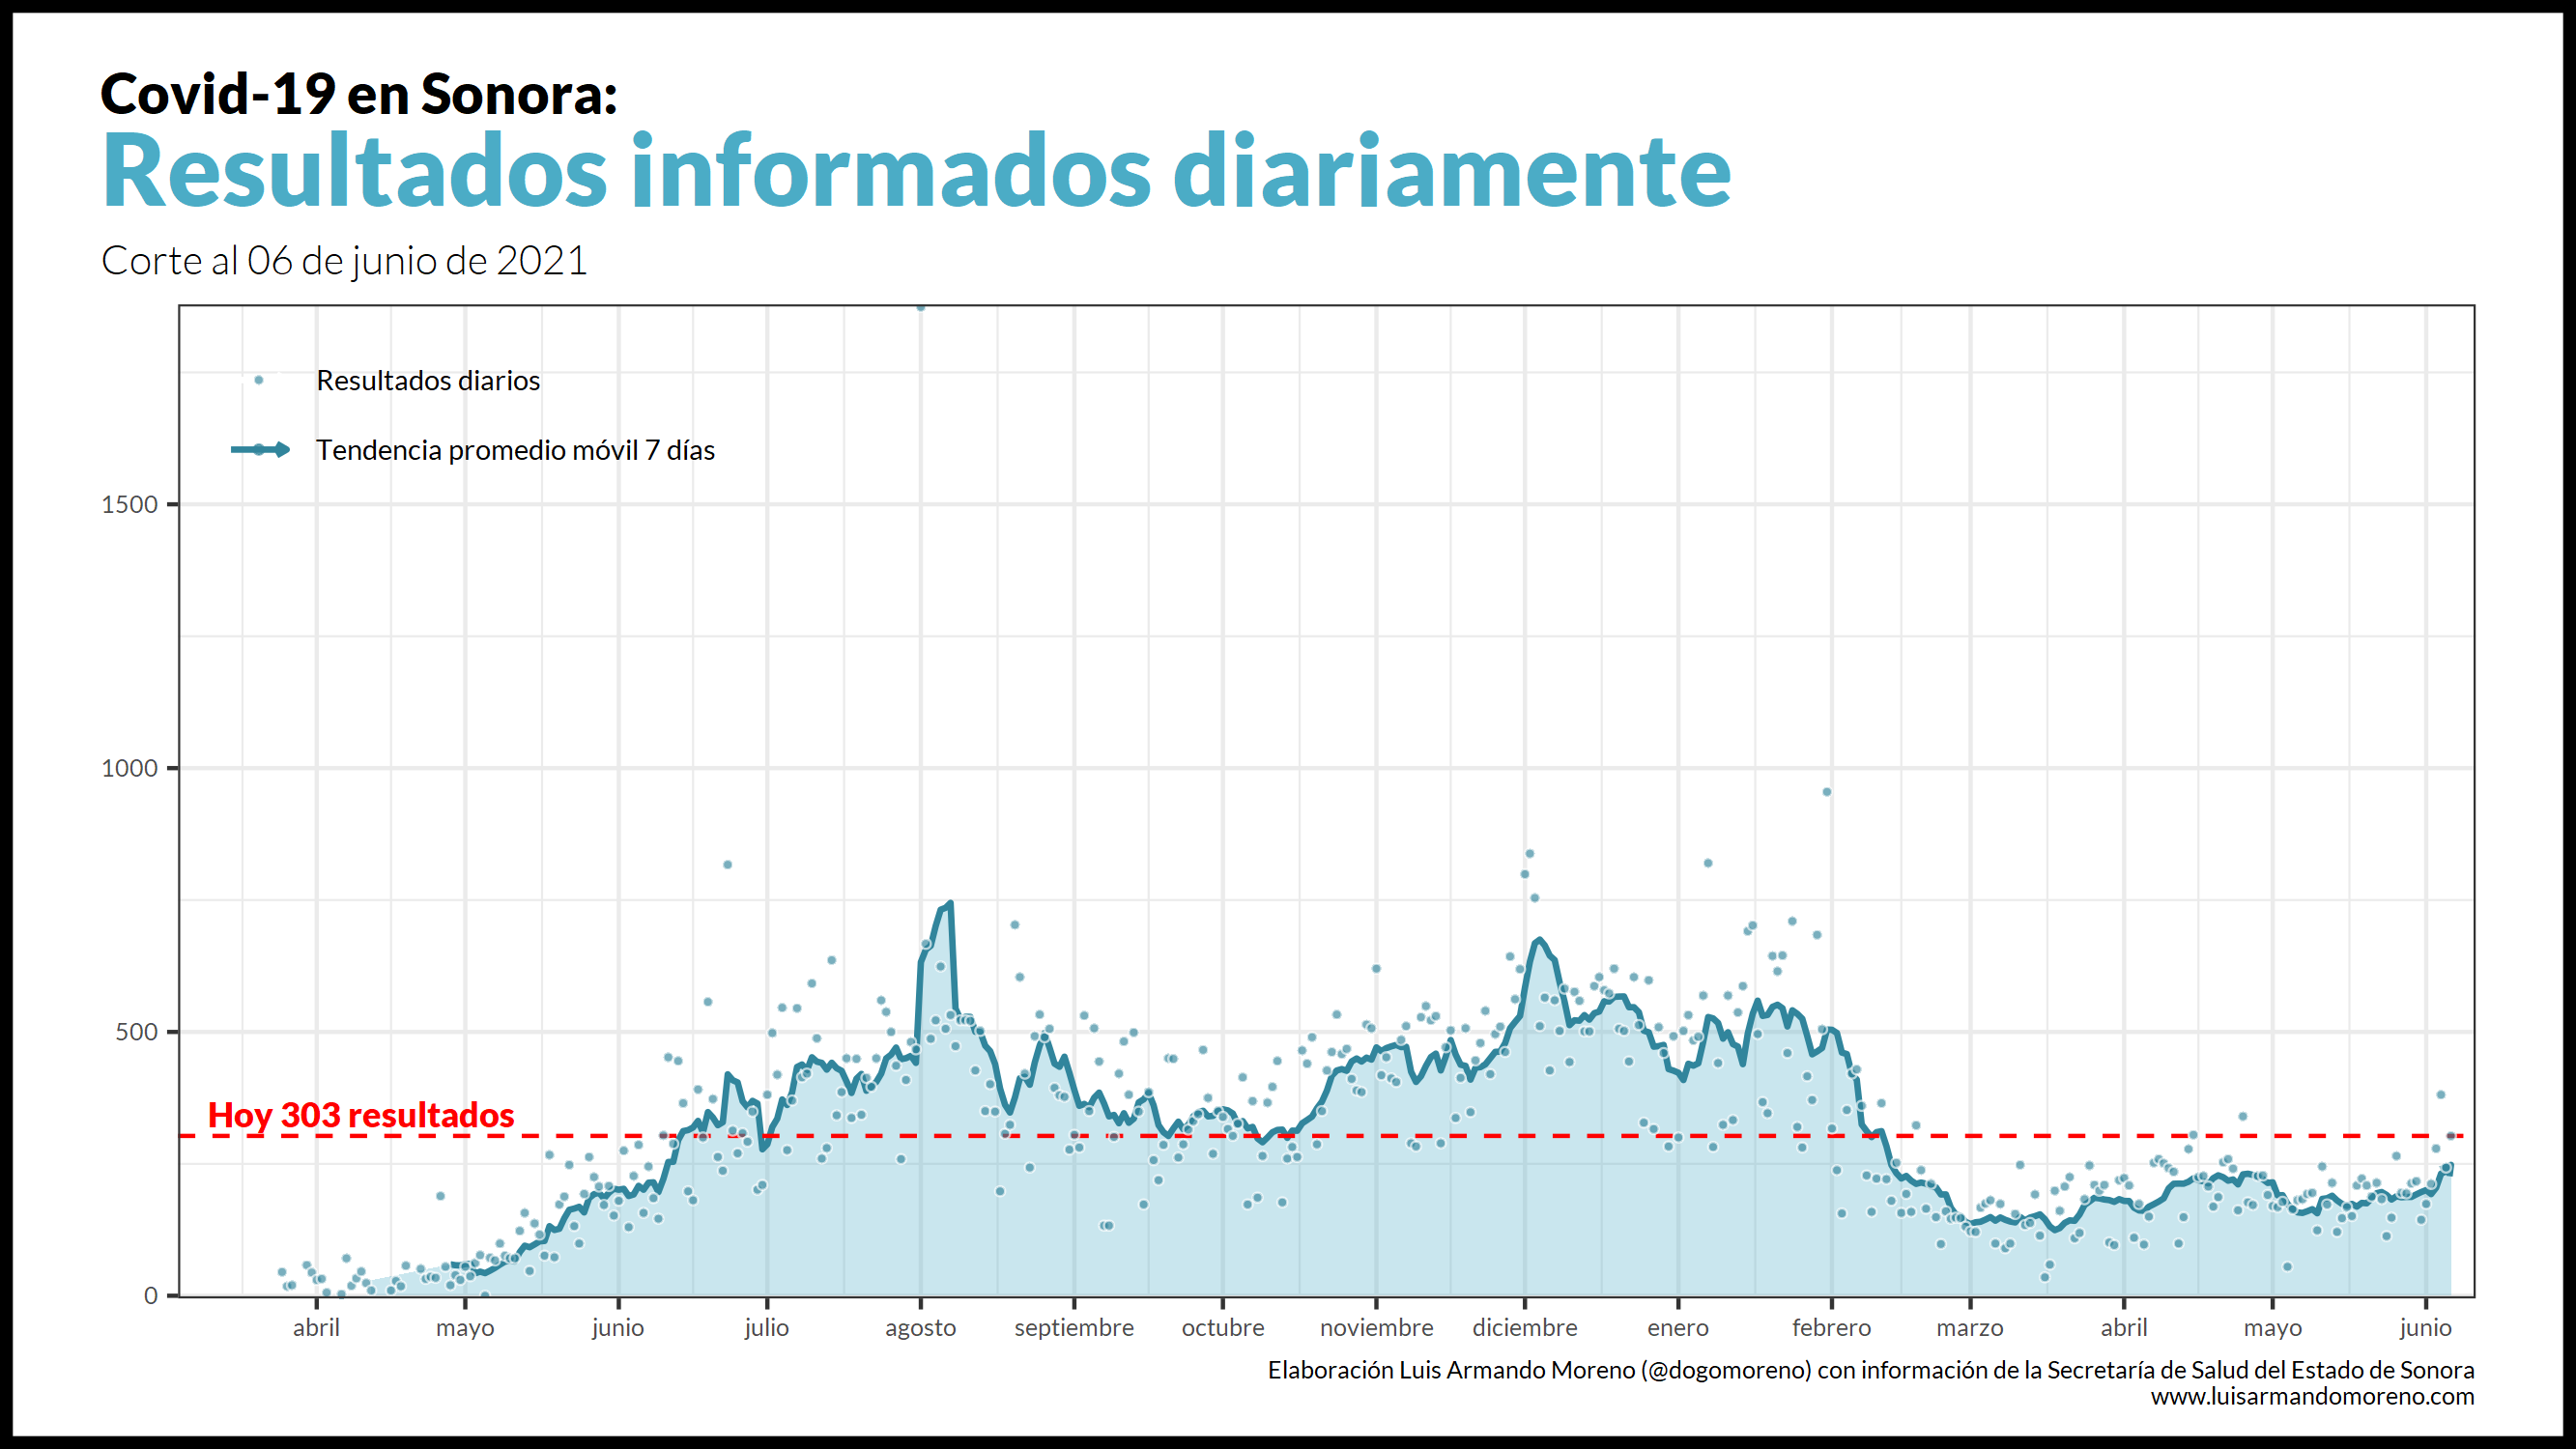 Covid-19 en Sonora:
Resultados informados diariamente
Corte al 06 de junio de 2021
Resultados diarios
Tendencia promedio móvil 7 días
1500
1000
500
0
Hoy 303 resultados
abril mayo junio julio agosto septiembre octubre noviembre diciembre enero febrero marzo abril mayo junio
Elaboración Luis Armando Moreno (@dogomoreno) con información de la Secretaría de Salud del Estado de Sonora
www.luisarmandomoreno.com